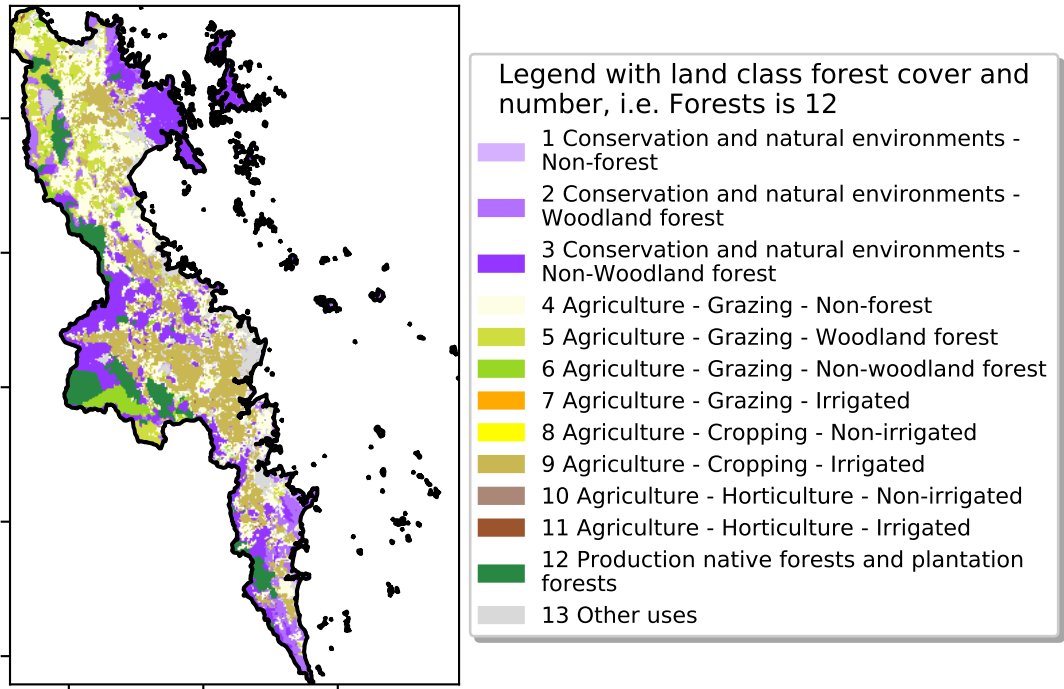 Legend with land class forest cover and
number, i.e. Forests is 12
1 Conservation and natural environments -
Non-forest
2 Conservation and natural environments -
Woodland forest
3 Conservation and natural environments -
Non-Woodland forest
4 Agriculture - Grazing - Non-forest
5 Agriculture - Grazing - Woodland forest
6 Agriculture - Grazing - Non-woodland forest
7 Agriculture - Grazing - Irrigated
8 Agriculture - Cropping - Non-irrigated
9 Agriculture - Cropping - Irrigated
10 Agriculture - Horticulture - Non-irrigated
11 Agriculture - Horticulture - Irrigated
12 Production native forests and plantation
forests
13 Other uses